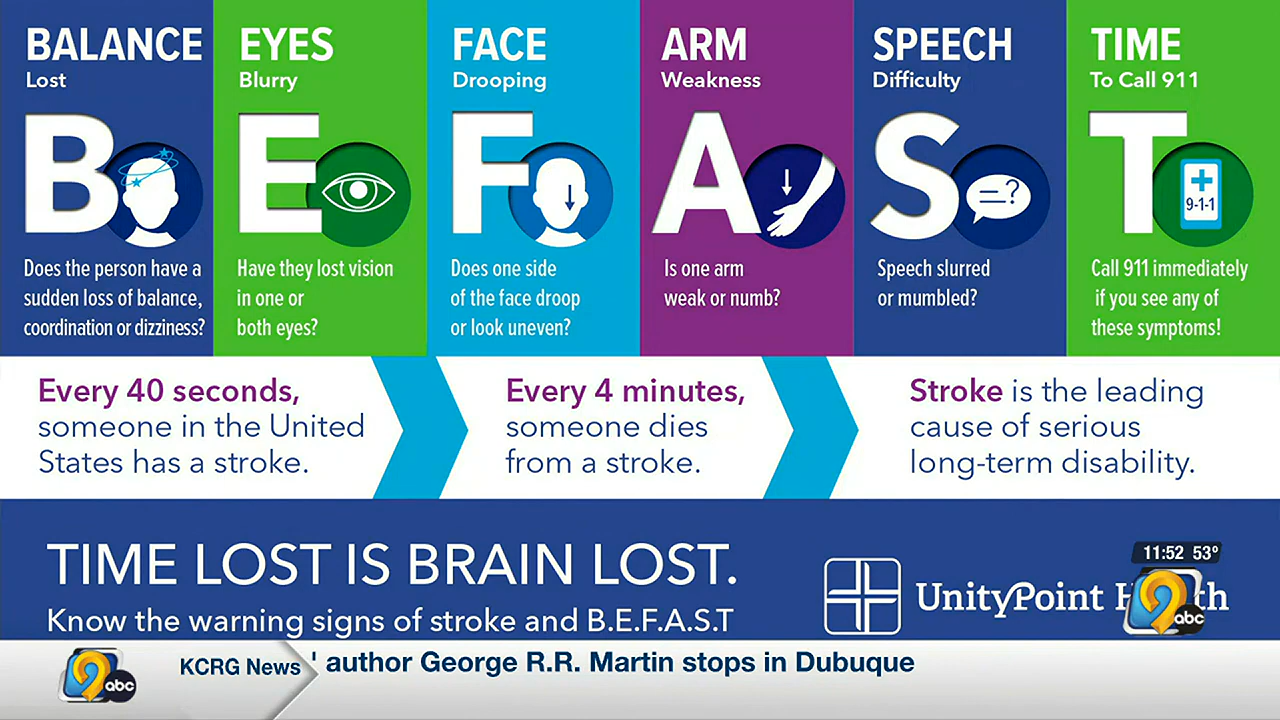 BALANCE
Lost
B
Does the person have a
sudden loss of balance,
coordination or dizziness?
EYES
Blurry
E
Have they lost vision
in one or
both eyes?
FACE
Drooping
F
Does one side
of the face droop
or look uneven?
ARM
Weakness
A
Is one arm
weak or numb?
SPEECH
Difficulty
S
=?
Speech slurred
or mumbled?
TIME
To Call 911
T
9-1-1
Call 911 immediately
if you see any of
these symptoms!
Every 40 seconds,
someone in the United
States has a stroke.
Every 4 minutes,
someone dies
from a stroke.
Stroke is the leading
cause of serious
long-term disability.
TIME LOST IS BRAIN LOST.
Know the warning signs of stroke and B.E.F.A.S.T
UnityPoint
11:52 53°
9 abc
9 abc
KCRG News
' author George R.R. Martin stops in Dubuque